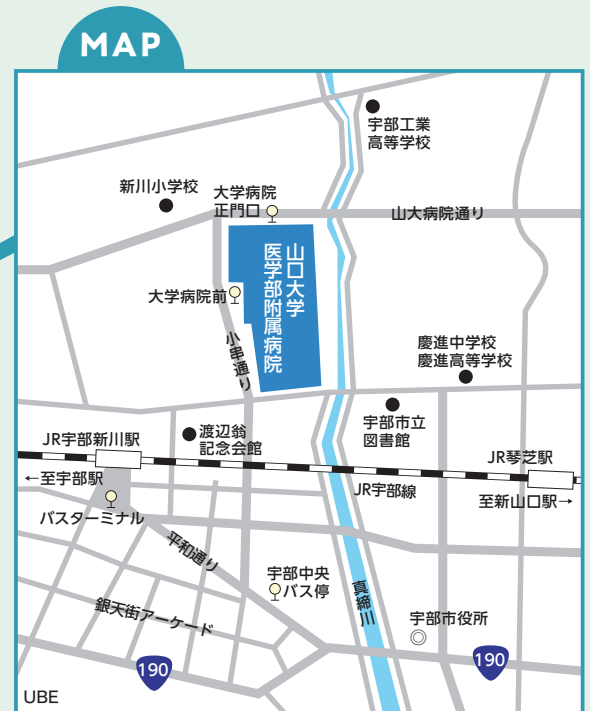 MAP
宇部工業
高等学校
新川小学校
大学病院
正門口
山大病院通り
山口大学
医学部附属病院
大学病院前
小串通り
慶進中学校
慶進高等学校
宇部市立
図書館
渡辺翁
記念会館
JR宇部新川駅
←至宇部駅
JR琴芝駅
至新山口駅→
JR宇部線
バスターミナル
平和通り
宇部中央
バス停
真締川
銀天街アーケード
宇部市役所
190
190
UBE